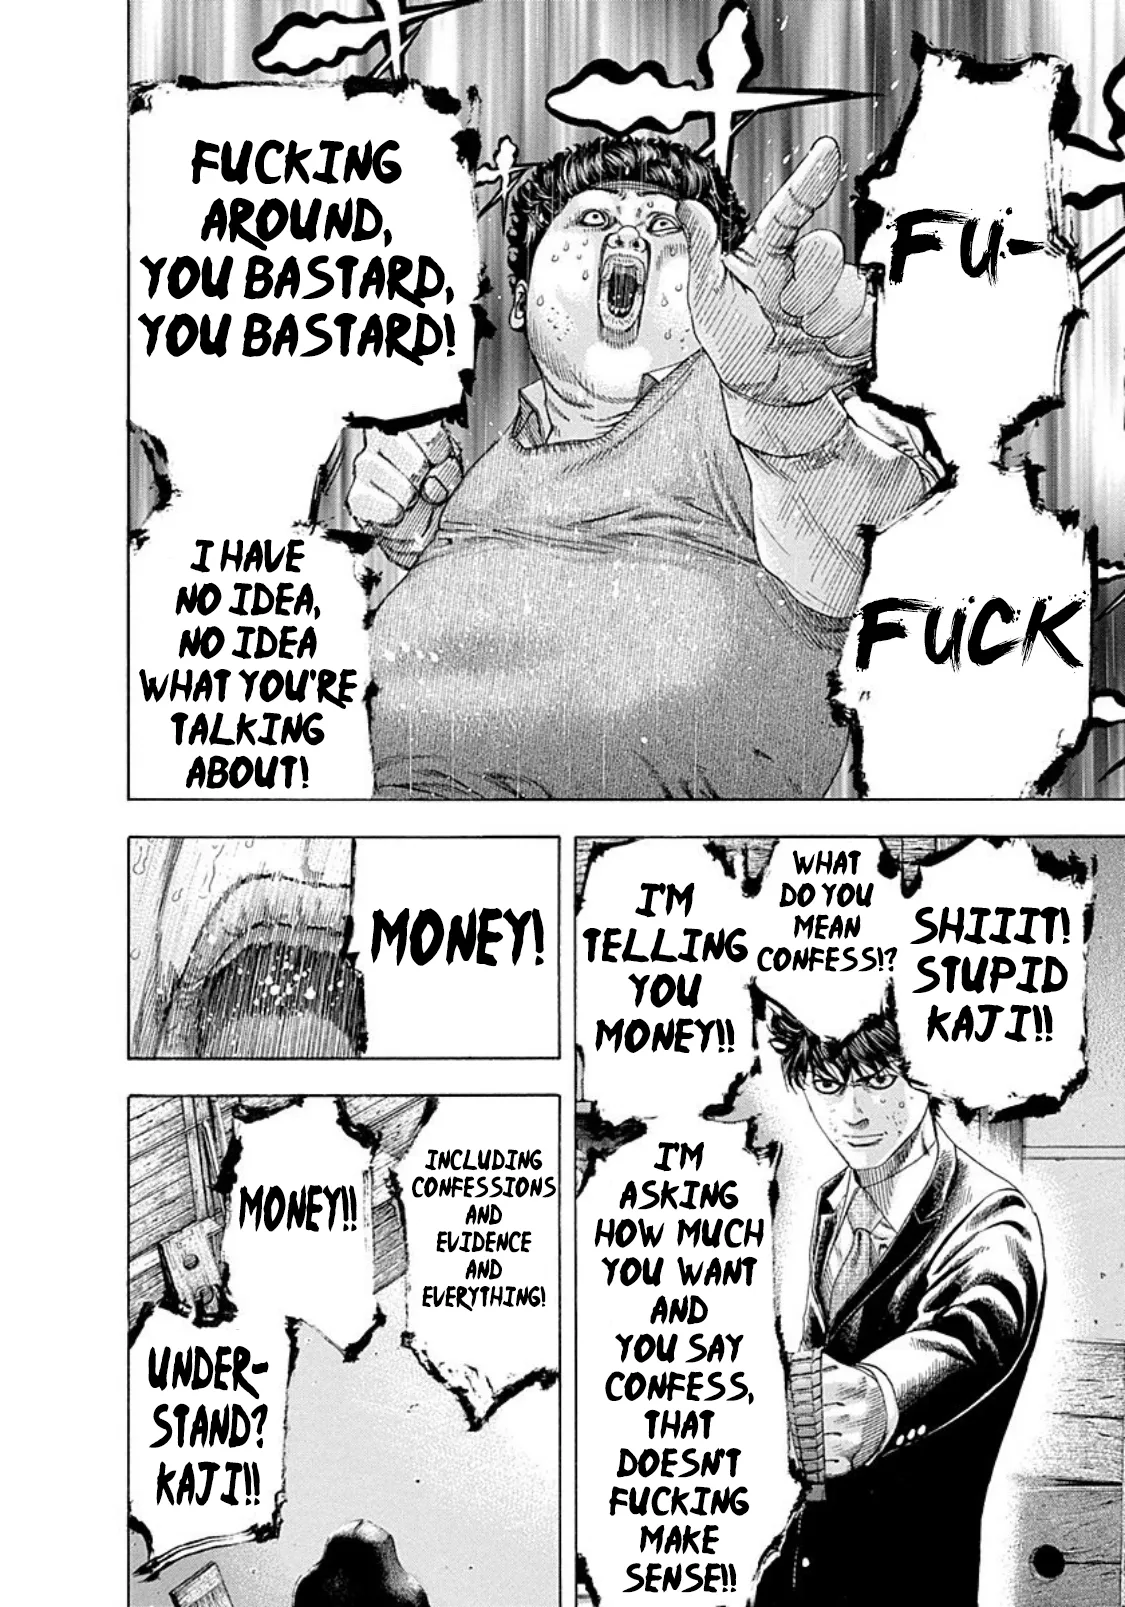 FU-
FUCK
FUCKING
AROUND,
YOU BASTARD,
YOU BASTARD!
I HAVE
NO IDEA,
NO IDEA
WHAT YOU'RE
TALKING
ABOUT!
SHIIIT!
STUPID
KAJI!!
WHAT
DO YOU
MEAN
CONFESS!?
I'M
TELLING
YOU
MONEY!!
I'M
ASKING
HOW MUCH
YOU WANT
AND
YOU SAY
CONFESS,
THAT
DOESN'T
FUCKING
MAKE
SENSE!!
MONEY!
INCLUDING
CONFESSIONS
AND
EVIDENCE
AND
EVERYTHING!
MONEY!!
UNDER-
STAND?
KAJI!!